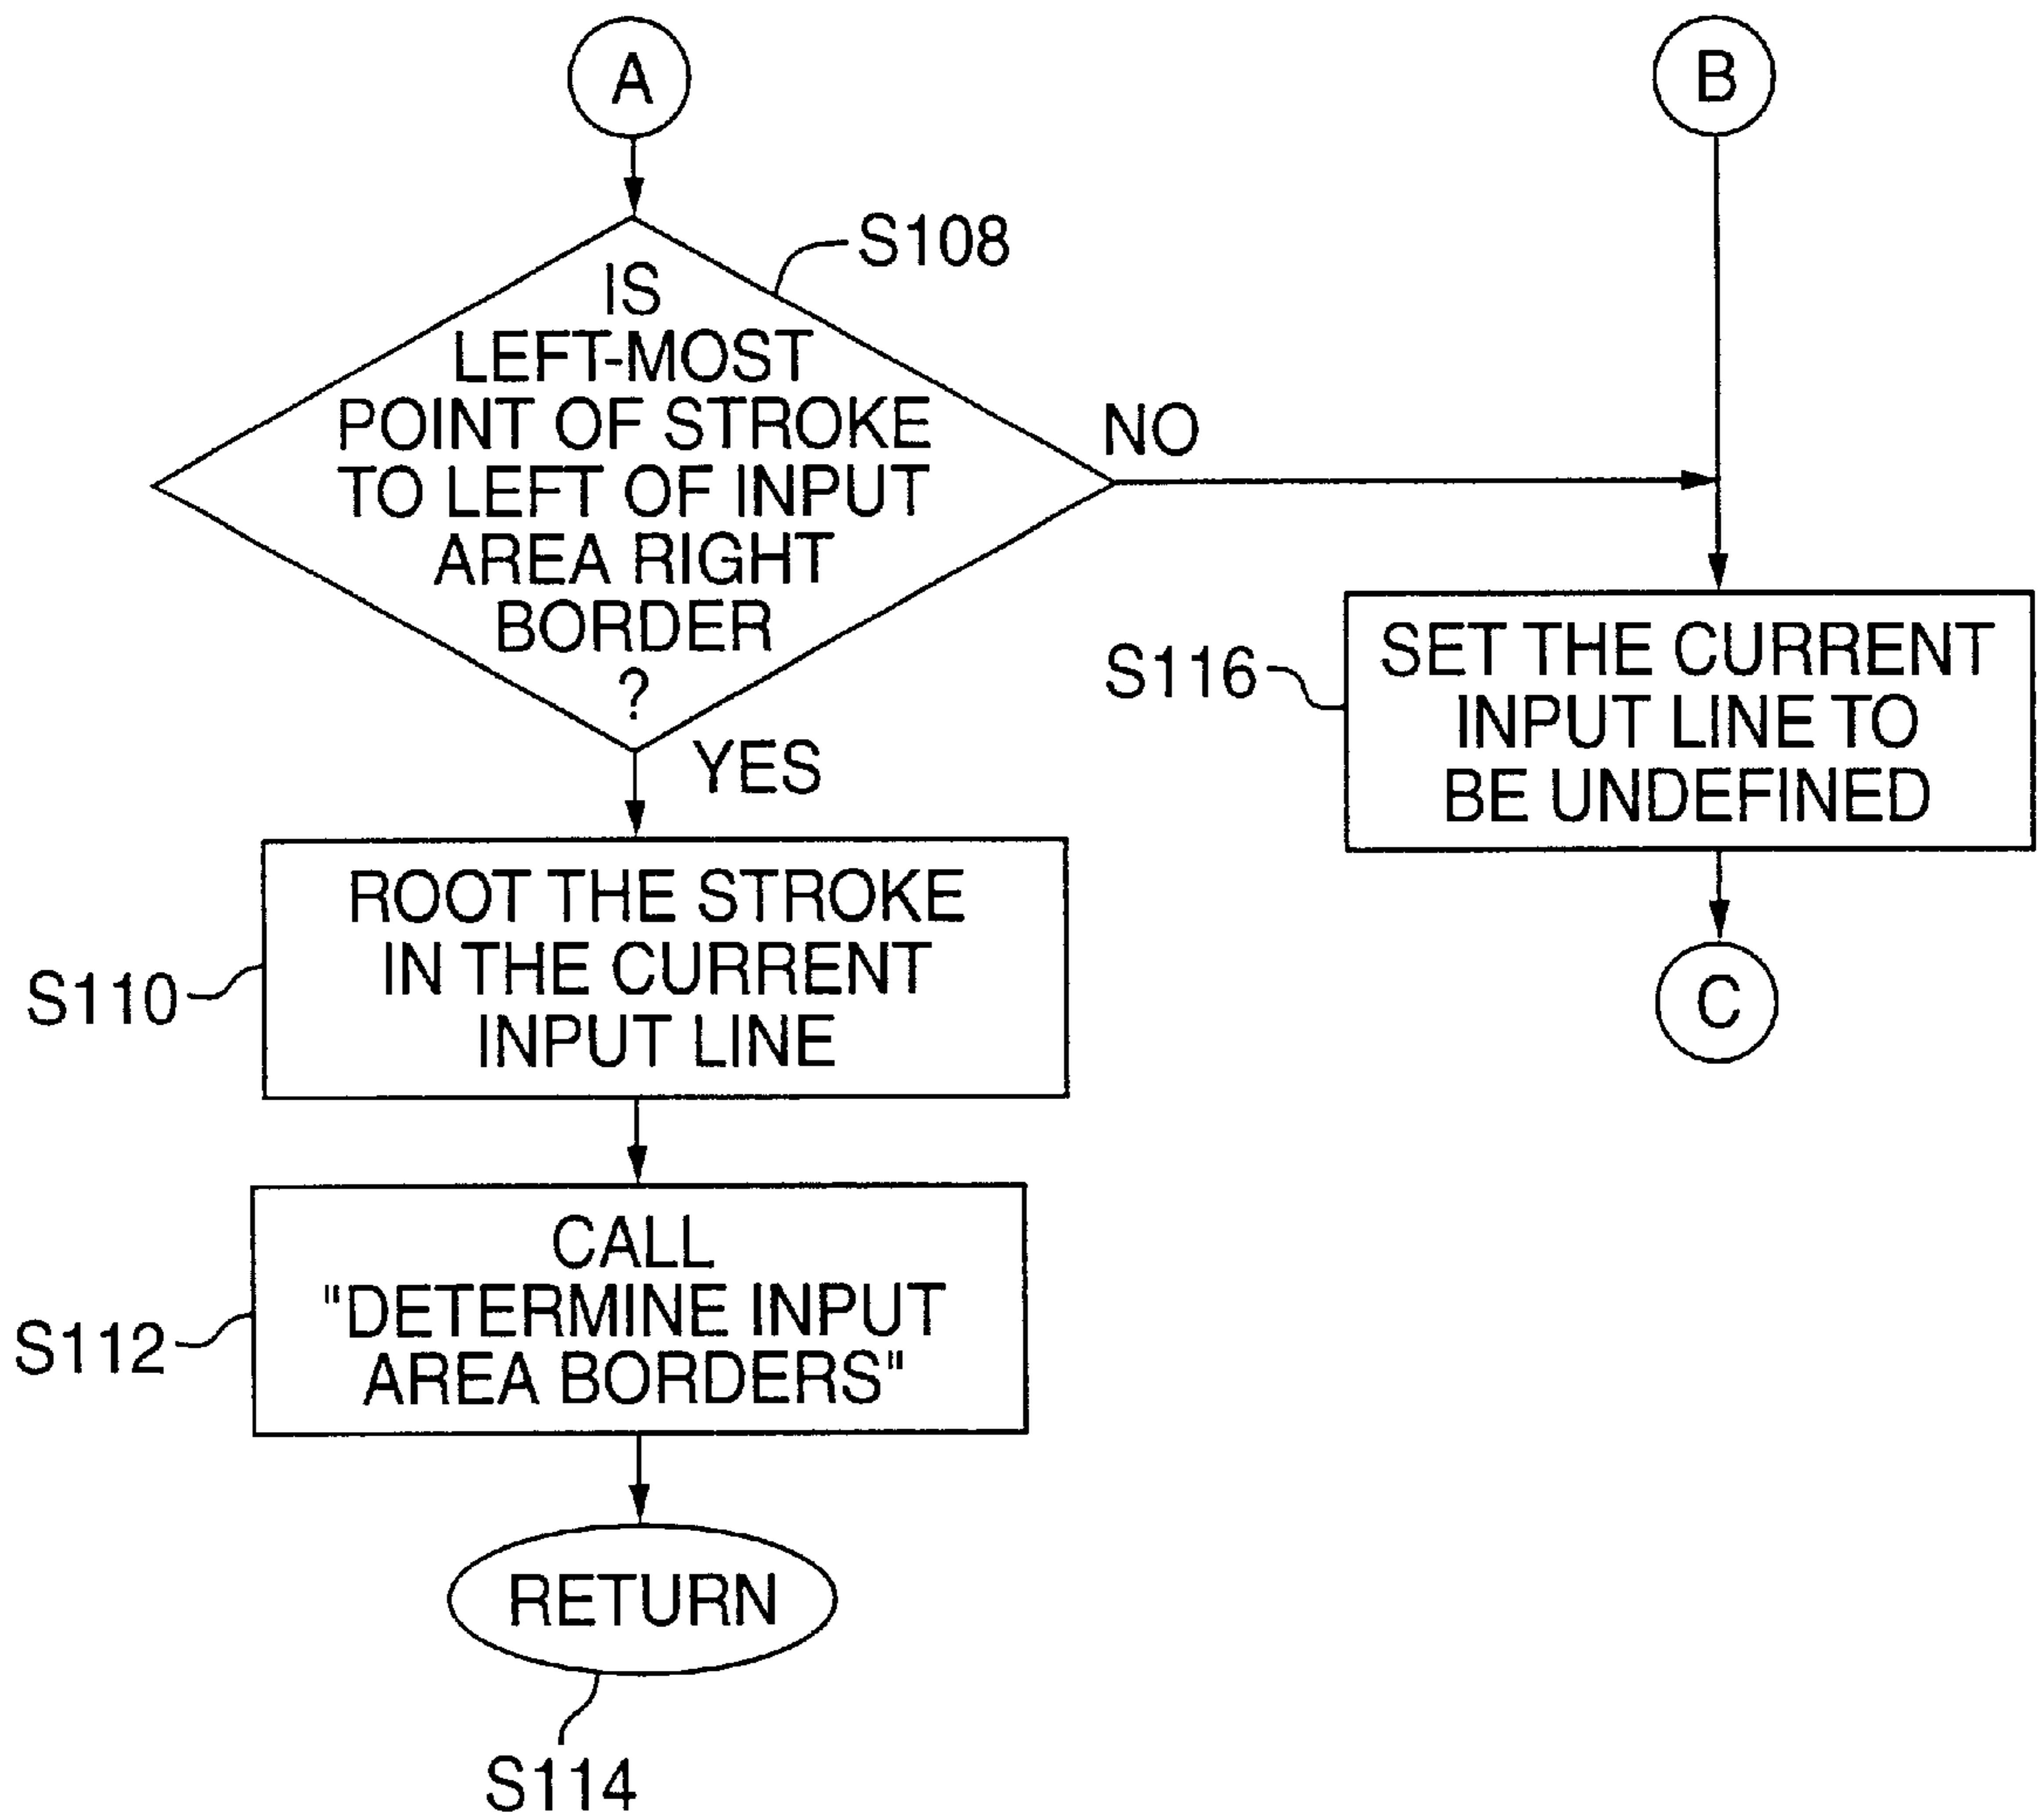 A
B
S108
IS
LEFT-MOST
POINT OF STROKE
TO LEFT OF INPUT
AREA RIGHT
BORDER
?
NO
YES
S116
SET THE CURRENT
INPUT LINE TO
BE UNDEFINED
C
S110
ROOT THE STROKE
IN THE CURRENT
INPUT LINE
S112
CALL
"DETERMINE INPUT
AREA BORDERS"
RETURN
S114